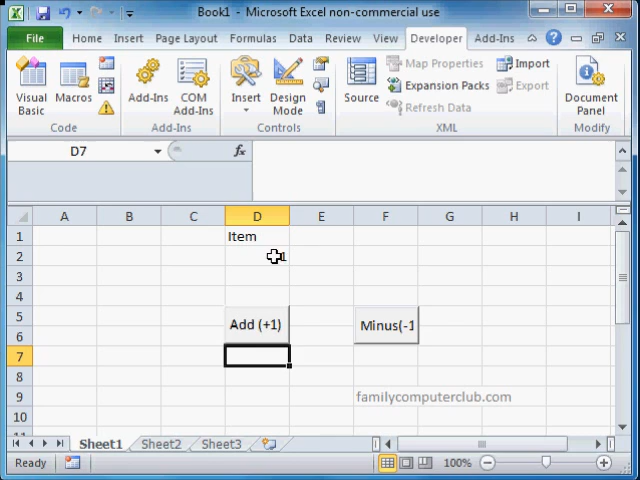 Book1 - Microsoft Excel non-commercial use
File Home Insert Page Layout Formulas Data Review View Developer Add-Ins
Visual Basic
Macros
Code
Add-Ins
COM Add-Ins
Add-Ins
Insert
Design Mode
Controls
Source
Map Properties
Expansion Packs
Refresh Data
Import
Export
XML
Document Panel
Modify
D7 fx
A B C D E F G H I
1 Item
2 1
3
4
5
Add (+1) Minus(-1
6
7
8
9 familycomputerclub.com
10
Sheet1 Sheet2 Sheet3
Ready 100%